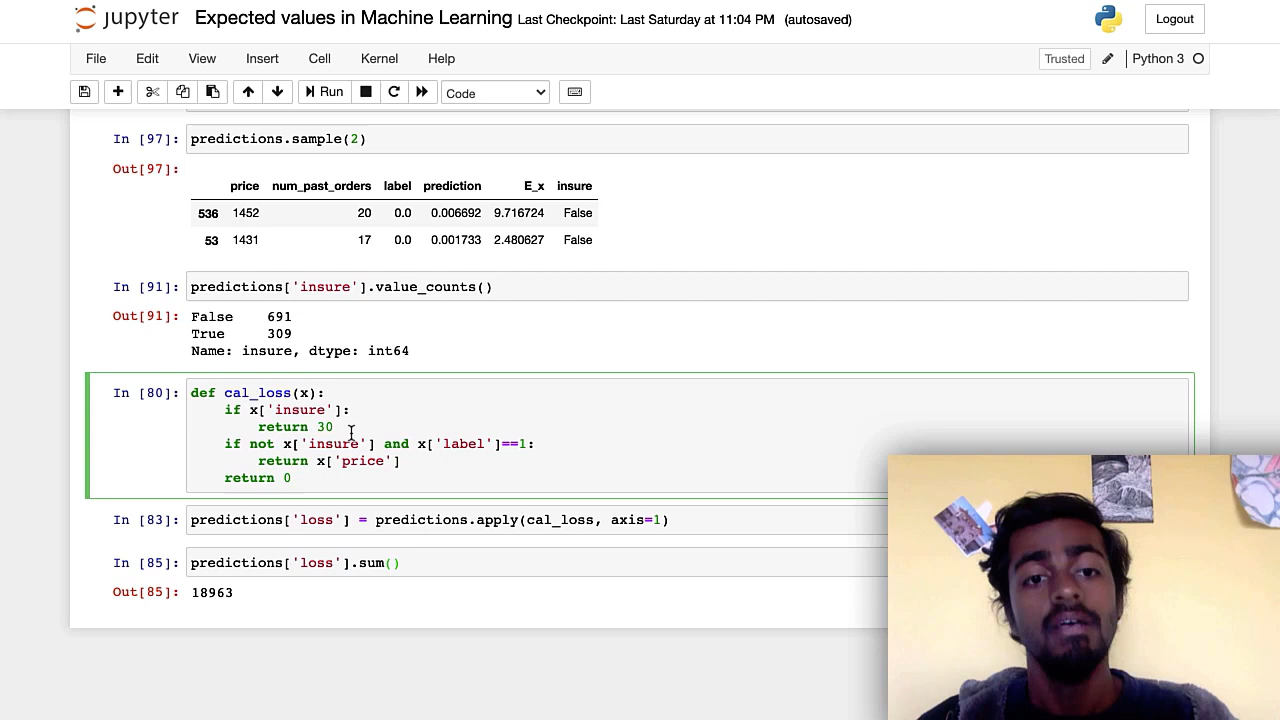 jupyter Expected values in Machine Learning Last Checkpoint: Last Saturday at 11:04 PM (autosaved) Logout
File Edit View Insert Cell Kernel Help Trusted Python 3
Run Code
In [97]: predictions.sample(2)
Out[97]:
price num_past_orders label prediction E_x insure
536 1452 20 0.0 0.006692 9.716724 False
53 1431 17 0.0 0.001733 2.480627 False
In [91]: predictions['insure'].value_counts()
Out[91]: False 691
True 309
Name: insure, dtype: int64
In [80]: def cal_loss(x):
if x['insure']:
return 30
if not x['insure'] and x['label']==1:
return x['price']
return 0
In [83]: predictions['loss'] = predictions.apply(cal_loss, axis=1)
In [85]: predictions['loss'].sum()
Out[85]: 18963